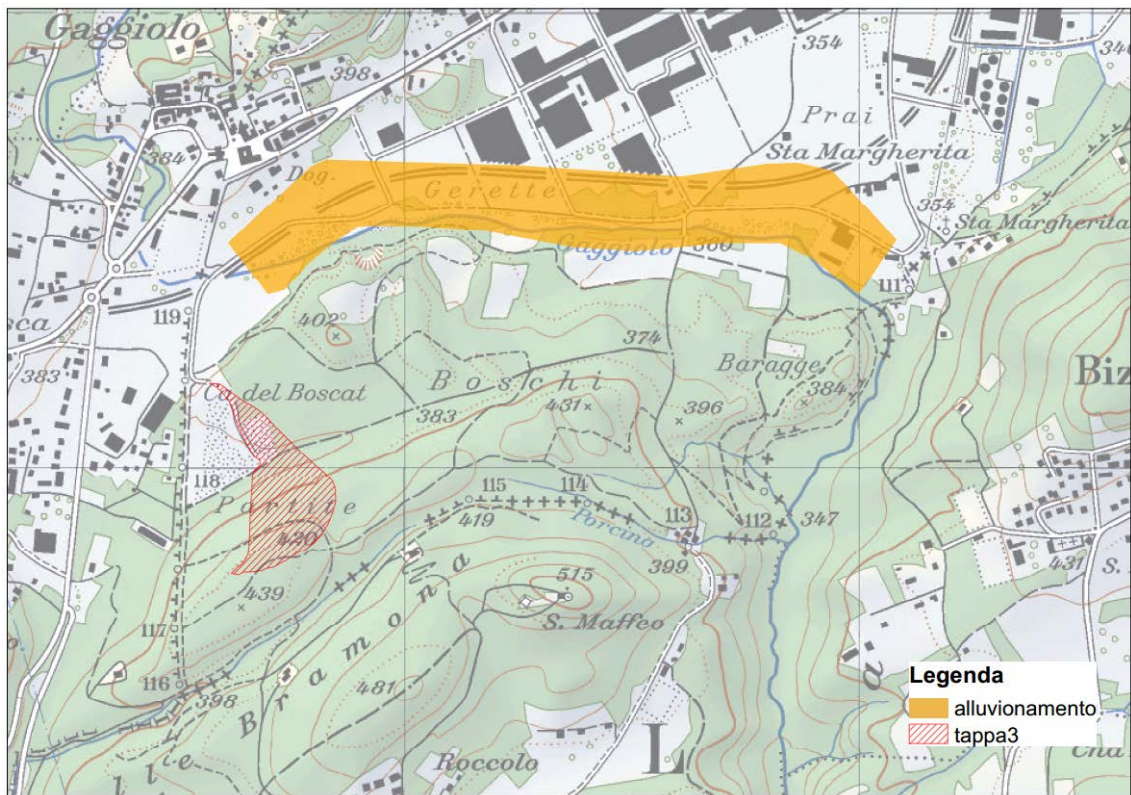 Gaggiolo
398
354
384
Prai
Sta Margherita
Dog.
Gerette
354
Sta Margherita
Gaggiolo
360
111
119
402
374
383
Ca del Boscat
Boschi
Baragge
384
Biz
383
431
396
118
Partite
115
114
420
419
Porcino
113
112
347
399
431
439
515
S. Maffeo
117
116
398
Bramona
481
Roccolo
L
Legenda
alluvionamento
tappa3